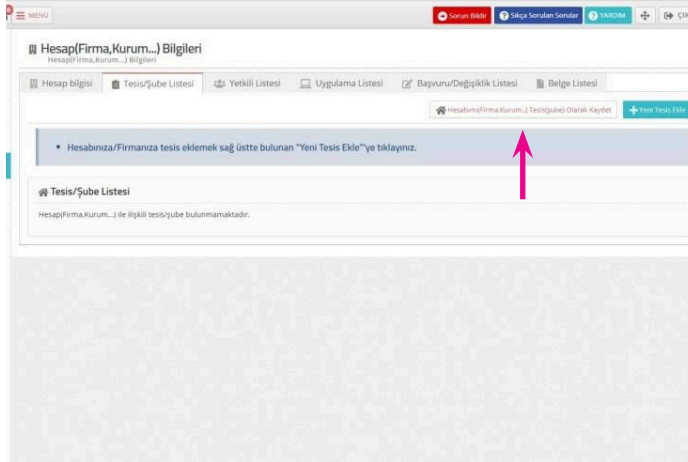 MENU
Sorun Bildir
Sıkça Sorulan Sorular
YARDIM
Hesap(Firma,Kurum...) Bilgileri
Hesap(Firma,Kurum...) Bilgileri
Hesap bilgisi
Tesis/Şube Listesi
Yetkili Listesi
Uygulama Listesi
Başvuru/Değişiklik Listesi
Belge Listesi
Hesabımı(Firma,Kurum..) Tesis(şube) Olarak Kaydet
Yeni Tesis Ekle
Hesabınıza/Firmanıza tesis eklemek sağ üstte bulunan "Yeni Tesis Ekle"'ye tıklayınız.
Tesis/Şube Listesi
Hesap(Firma,Kurum...) ile ilişkili tesis/şube bulunmamaktadır.